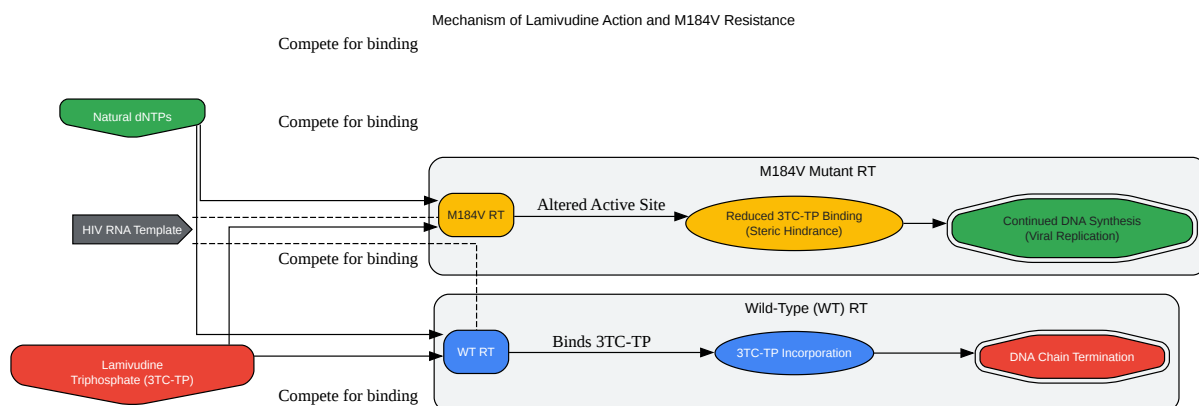 Mechanism of Lamivudine Action and M184V Resistance
Compete for binding
Natural dNTPs
Compete for binding
M184V Mutant RT
M184V RT
Altered Active Site
Reduced 3TC-TP Binding
(Steric Hindrance)
Continued DNA Synthesis
(Viral Replication)
HIV RNA Template
Compete for binding
Wild-Type (WT) RT
WT RT
Binds 3TC-TP
3TC-TP Incorporation
DNA Chain Termination
Lamivudine
Triphosphate (3TC-TP)
Compete for binding